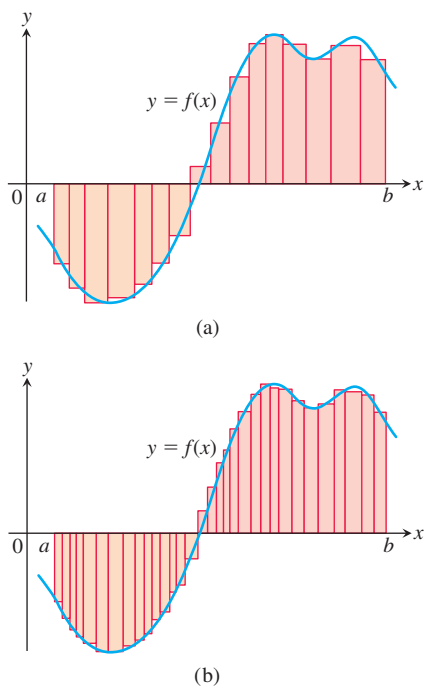 y
y = f(x)
0 a b x
(a)
y
y = f(x)
0 a b x
(b)